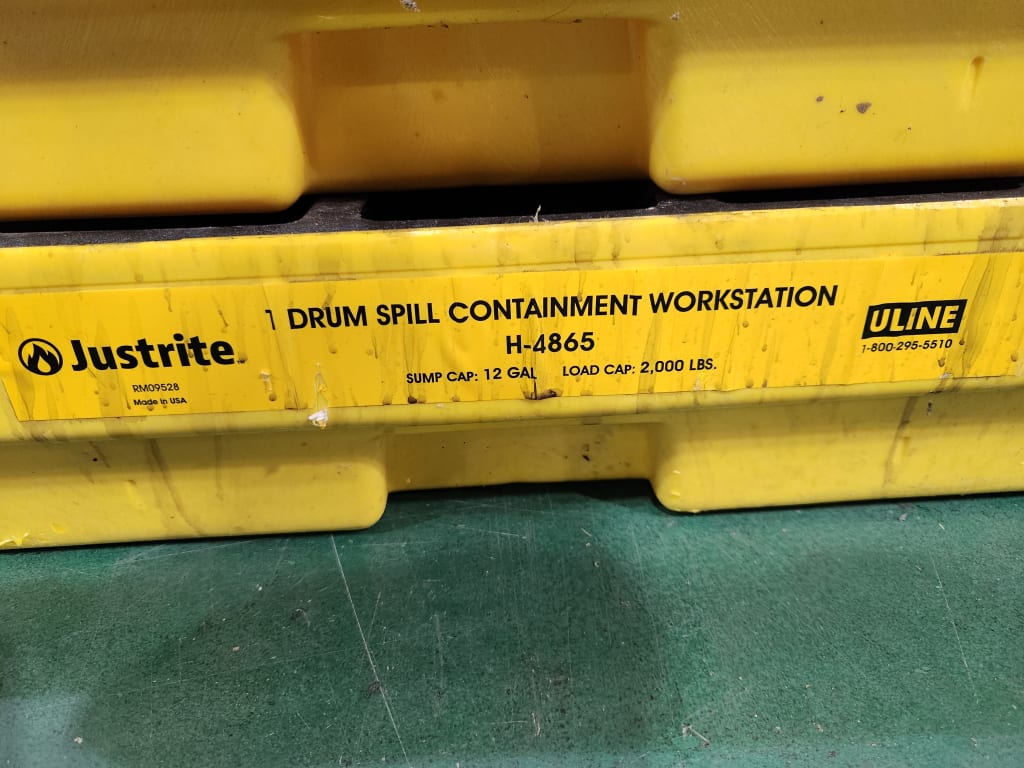 Justrite
RM09528
Made in USA
1 DRUM SPILL CONTAINMENT WORKSTATION
H-4865
SUMP CAP: 12 GAL LOAD CAP: 2,000 LBS.
ULINE
1-800-295-5510